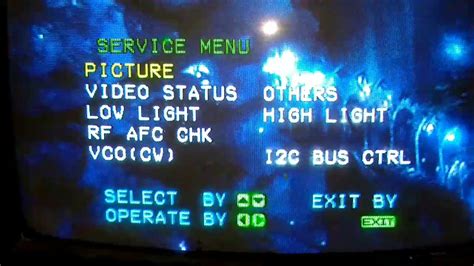 SERVICE MENU
PICTURE
VIDEO STATUS OTHERS
LOW LIGHT HIGH LIGHT
RF AFC CHK
VCO(CW) I2C BUS CTRL
SELECT BY ▲▼ EXIT BY
OPERATE BY ◀▶ EXIT